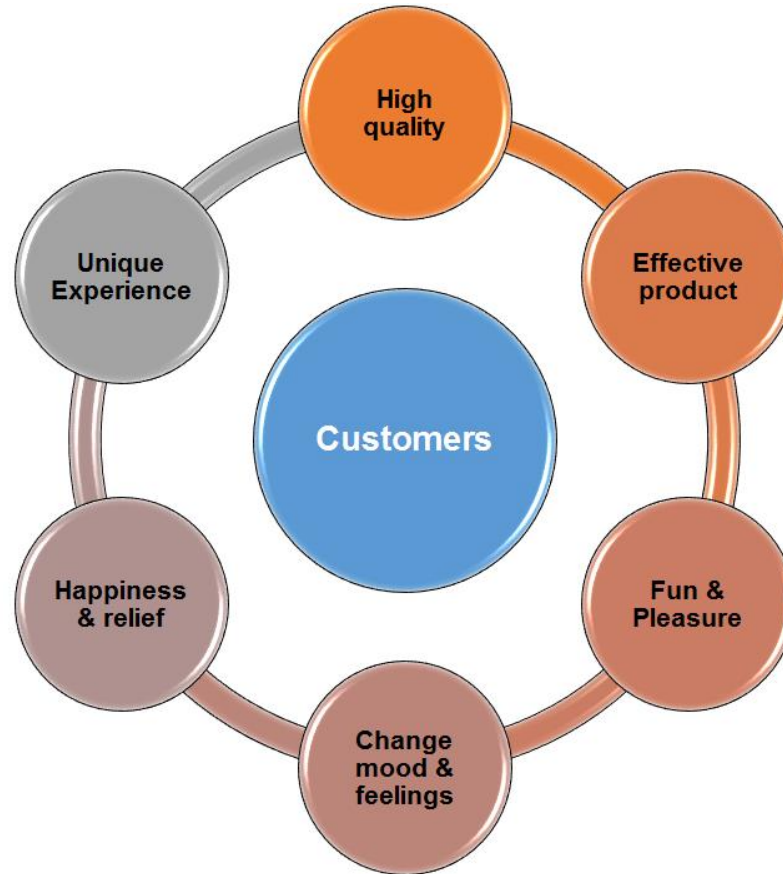 High
quality
Effective
product
Fun &
Pleasure
Change
mood &
feelings
Happiness
& relief
Unique
Experience
Customers